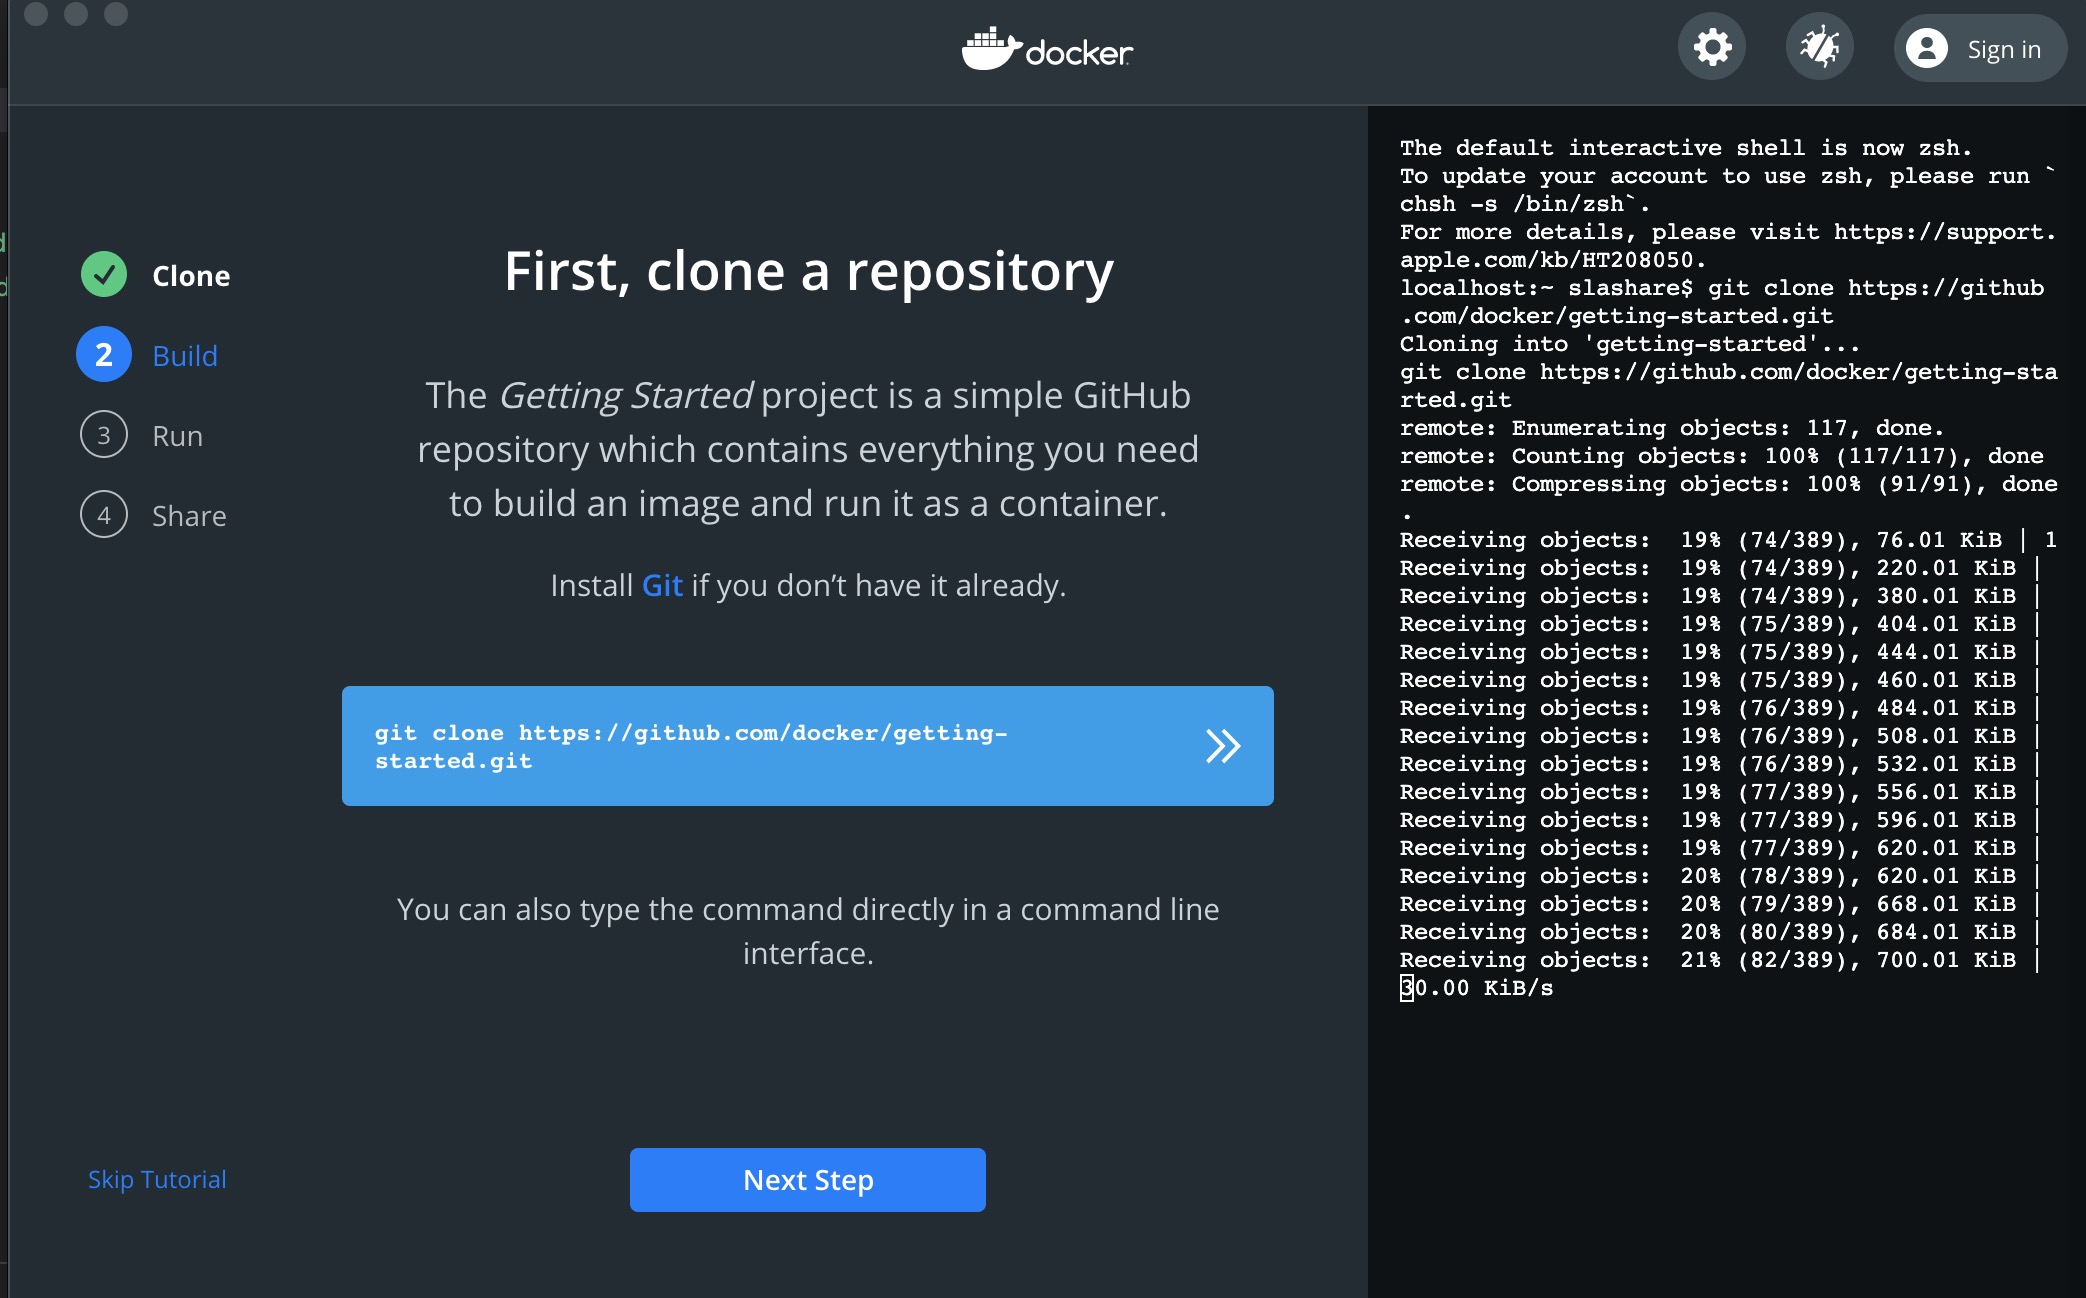 docker
Sign in
Clone
2 Build
3 Run
4 Share
First, clone a repository
The Getting Started project is a simple GitHub
repository which contains everything you need
to build an image and run it as a container.
Install Git if you don’t have it already.
git clone https://github.com/docker/getting-
started.git
You can also type the command directly in a command line
interface.
Skip Tutorial
Next Step
The default interactive shell is now zsh.
To update your account to use zsh, please run `
chsh -s /bin/zsh`.
For more details, please visit https://support.
apple.com/kb/HT208050.
localhost:~ slashare$ git clone https://github
.com/docker/getting-started.git
Cloning into 'getting-started'...
git clone https://github.com/docker/getting-sta
rted.git
remote: Enumerating objects: 117, done.
remote: Counting objects: 100% (117/117), done
remote: Compressing objects: 100% (91/91), done
.
Receiving objects:  19% (74/389), 76.01 KiB | 1
Receiving objects:  19% (74/389), 220.01 KiB |
Receiving objects:  19% (74/389), 380.01 KiB |
Receiving objects:  19% (75/389), 404.01 KiB |
Receiving objects:  19% (75/389), 444.01 KiB |
Receiving objects:  19% (75/389), 460.01 KiB |
Receiving objects:  19% (76/389), 484.01 KiB |
Receiving objects:  19% (76/389), 508.01 KiB |
Receiving objects:  19% (76/389), 532.01 KiB |
Receiving objects:  19% (77/389), 556.01 KiB |
Receiving objects:  19% (77/389), 596.01 KiB |
Receiving objects:  19% (77/389), 620.01 KiB |
Receiving objects:  20% (78/389), 620.01 KiB |
Receiving objects:  20% (79/389), 668.01 KiB |
Receiving objects:  20% (80/389), 684.01 KiB |
Receiving objects:  21% (82/389), 700.01 KiB |
30.00 KiB/s